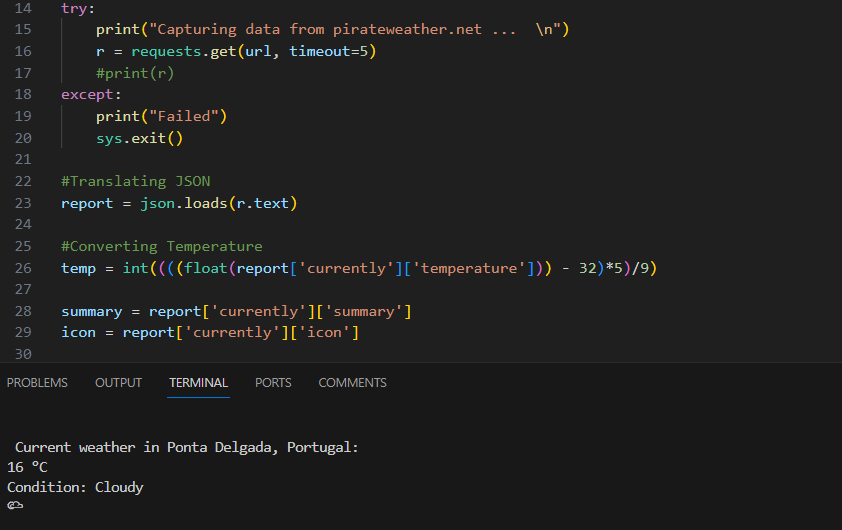 14 try:
15     print("Capturing data from pirateweather.net ...  \n")
16     r = requests.get(url, timeout=5)
17     #print(r)
18 except:
19     print("Failed")
20     sys.exit()
21
22 #Translating JSON
23 report = json.loads(r.text)
24
25 #Converting Temperature
26 temp = int((((float(report['currently']['temperature'])) - 32)*5)/9)
27
28 summary = report['currently']['summary']
29 icon = report['currently']['icon']
30
PROBLEMS OUTPUT TERMINAL PORTS COMMENTS
Current weather in Ponta Delgada, Portugal:
16 °C
Condition: Cloudy